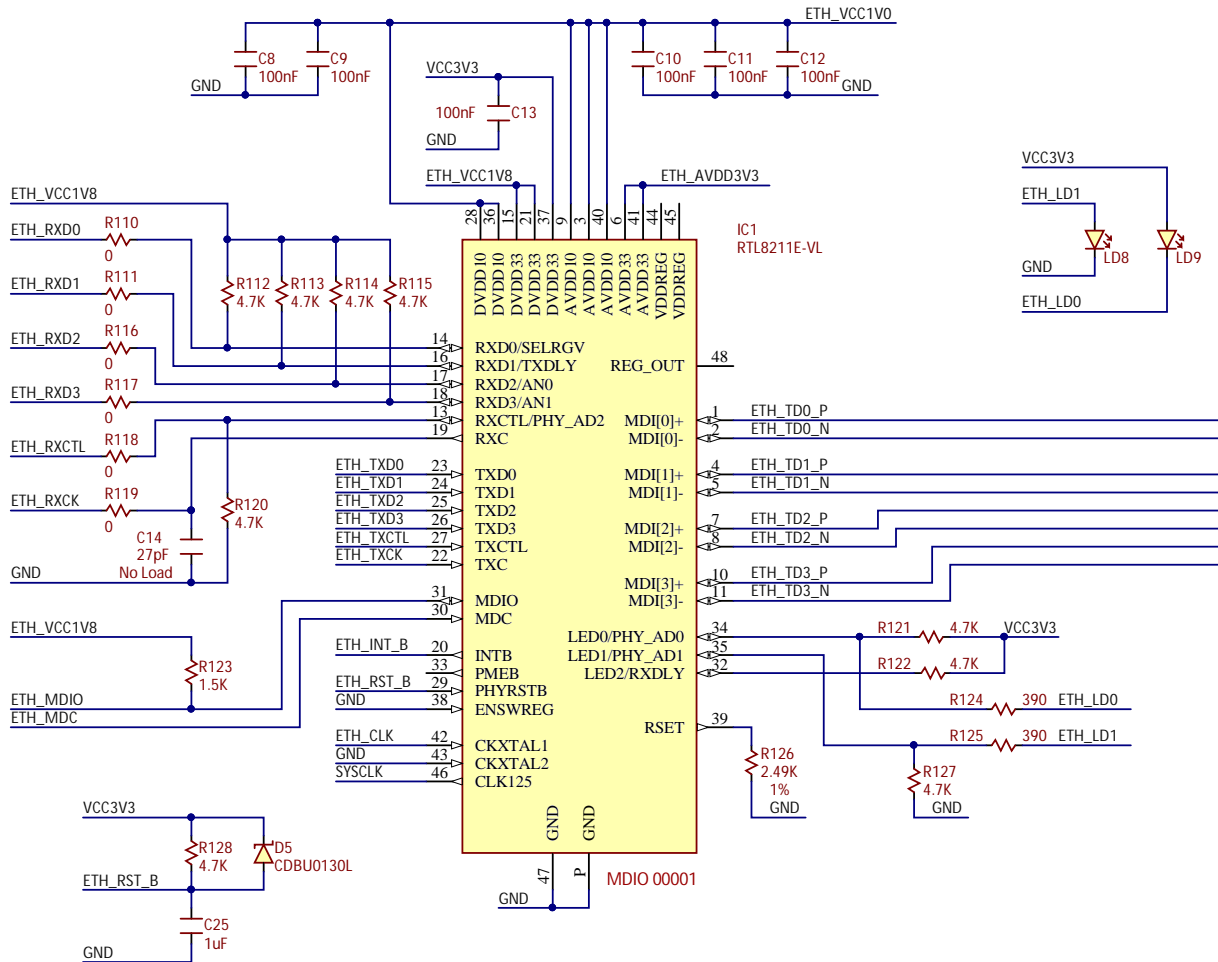 ETH_VCC1V0
C8
100nF
C9
100nF
C10
100nF
C11
100nF
C12
100nF
GND
GND
VCC3V3
100nF
C13
GND
ETH_VCC1V8
ETH_AVDD3V3
VCC3V3
ETH_LD1
LD8
LD9
GND
ETH_LD0
ETH_VCC1V8
ETH_RXD0
R110
0
ETH_RXD1
R111
0
ETH_RXD2
R116
0
ETH_RXD3
R117
0
ETH_RXCTL
R118
0
ETH_RXCK
R119
0
R112
4.7K
R113
4.7K
R114
4.7K
R115
4.7K
R120
4.7K
C14
27pF
No Load
GND
IC1
RTL8211E-VL
28 36 15 21 37 9 3 40 6 41 44 45
DVDD10
DVDD10
DVDD33
DVDD33
DVDD33
AVDD10
AVDD10
AVDD10
AVDD33
AVDD33
VDDREG
VDDREG
14 RXD0/SELRGV
16 RXD1/TXDLY
17 RXD2/AN0
18 RXD3/AN1
13 RXCTL/PHY_AD2
19 RXC
ETH_TXD0 23 TXD0
ETH_TXD1 24 TXD1
ETH_TXD2 25 TXD2
ETH_TXD3 26 TXD3
ETH_TXCTL 27 TXCTL
ETH_TXCK 22 TXC
31 MDIO
30 MDC
ETH_INT_B 20 INTB
33 PMEB
ETH_RST_B 29 PHYRSTB
GND 38 ENSWREG
ETH_CLK 42 CKXTAL1
GND 43 CKXTAL2
SYSCLK 46 CLK125
REG_OUT 48
MDI[0]+ 1 ETH_TD0_P
MDI[0]- 2 ETH_TD0_N
MDI[1]+ 4 ETH_TD1_P
MDI[1]- 5 ETH_TD1_N
MDI[2]+ 7 ETH_TD2_P
MDI[2]- 8 ETH_TD2_N
MDI[3]+ 10 ETH_TD3_P
MDI[3]- 11 ETH_TD3_N
LED0/PHY_AD0 34
LED1/PHY_AD1 35
LED2/RXDLY 32
RSET 39
R121 4.7K VCC3V3
R122 4.7K
R124 390 ETH_LD0
R125 390 ETH_LD1
R126
2.49K
1%
GND
R127
4.7K
GND
ETH_VCC1V8
R123
1.5K
ETH_MDIO
ETH_MDC
VCC3V3
R128
4.7K
D5
CDBU0130L
ETH_RST_B
C25
1uF
GND
GND
GND
47
P
GND
MDIO 00001